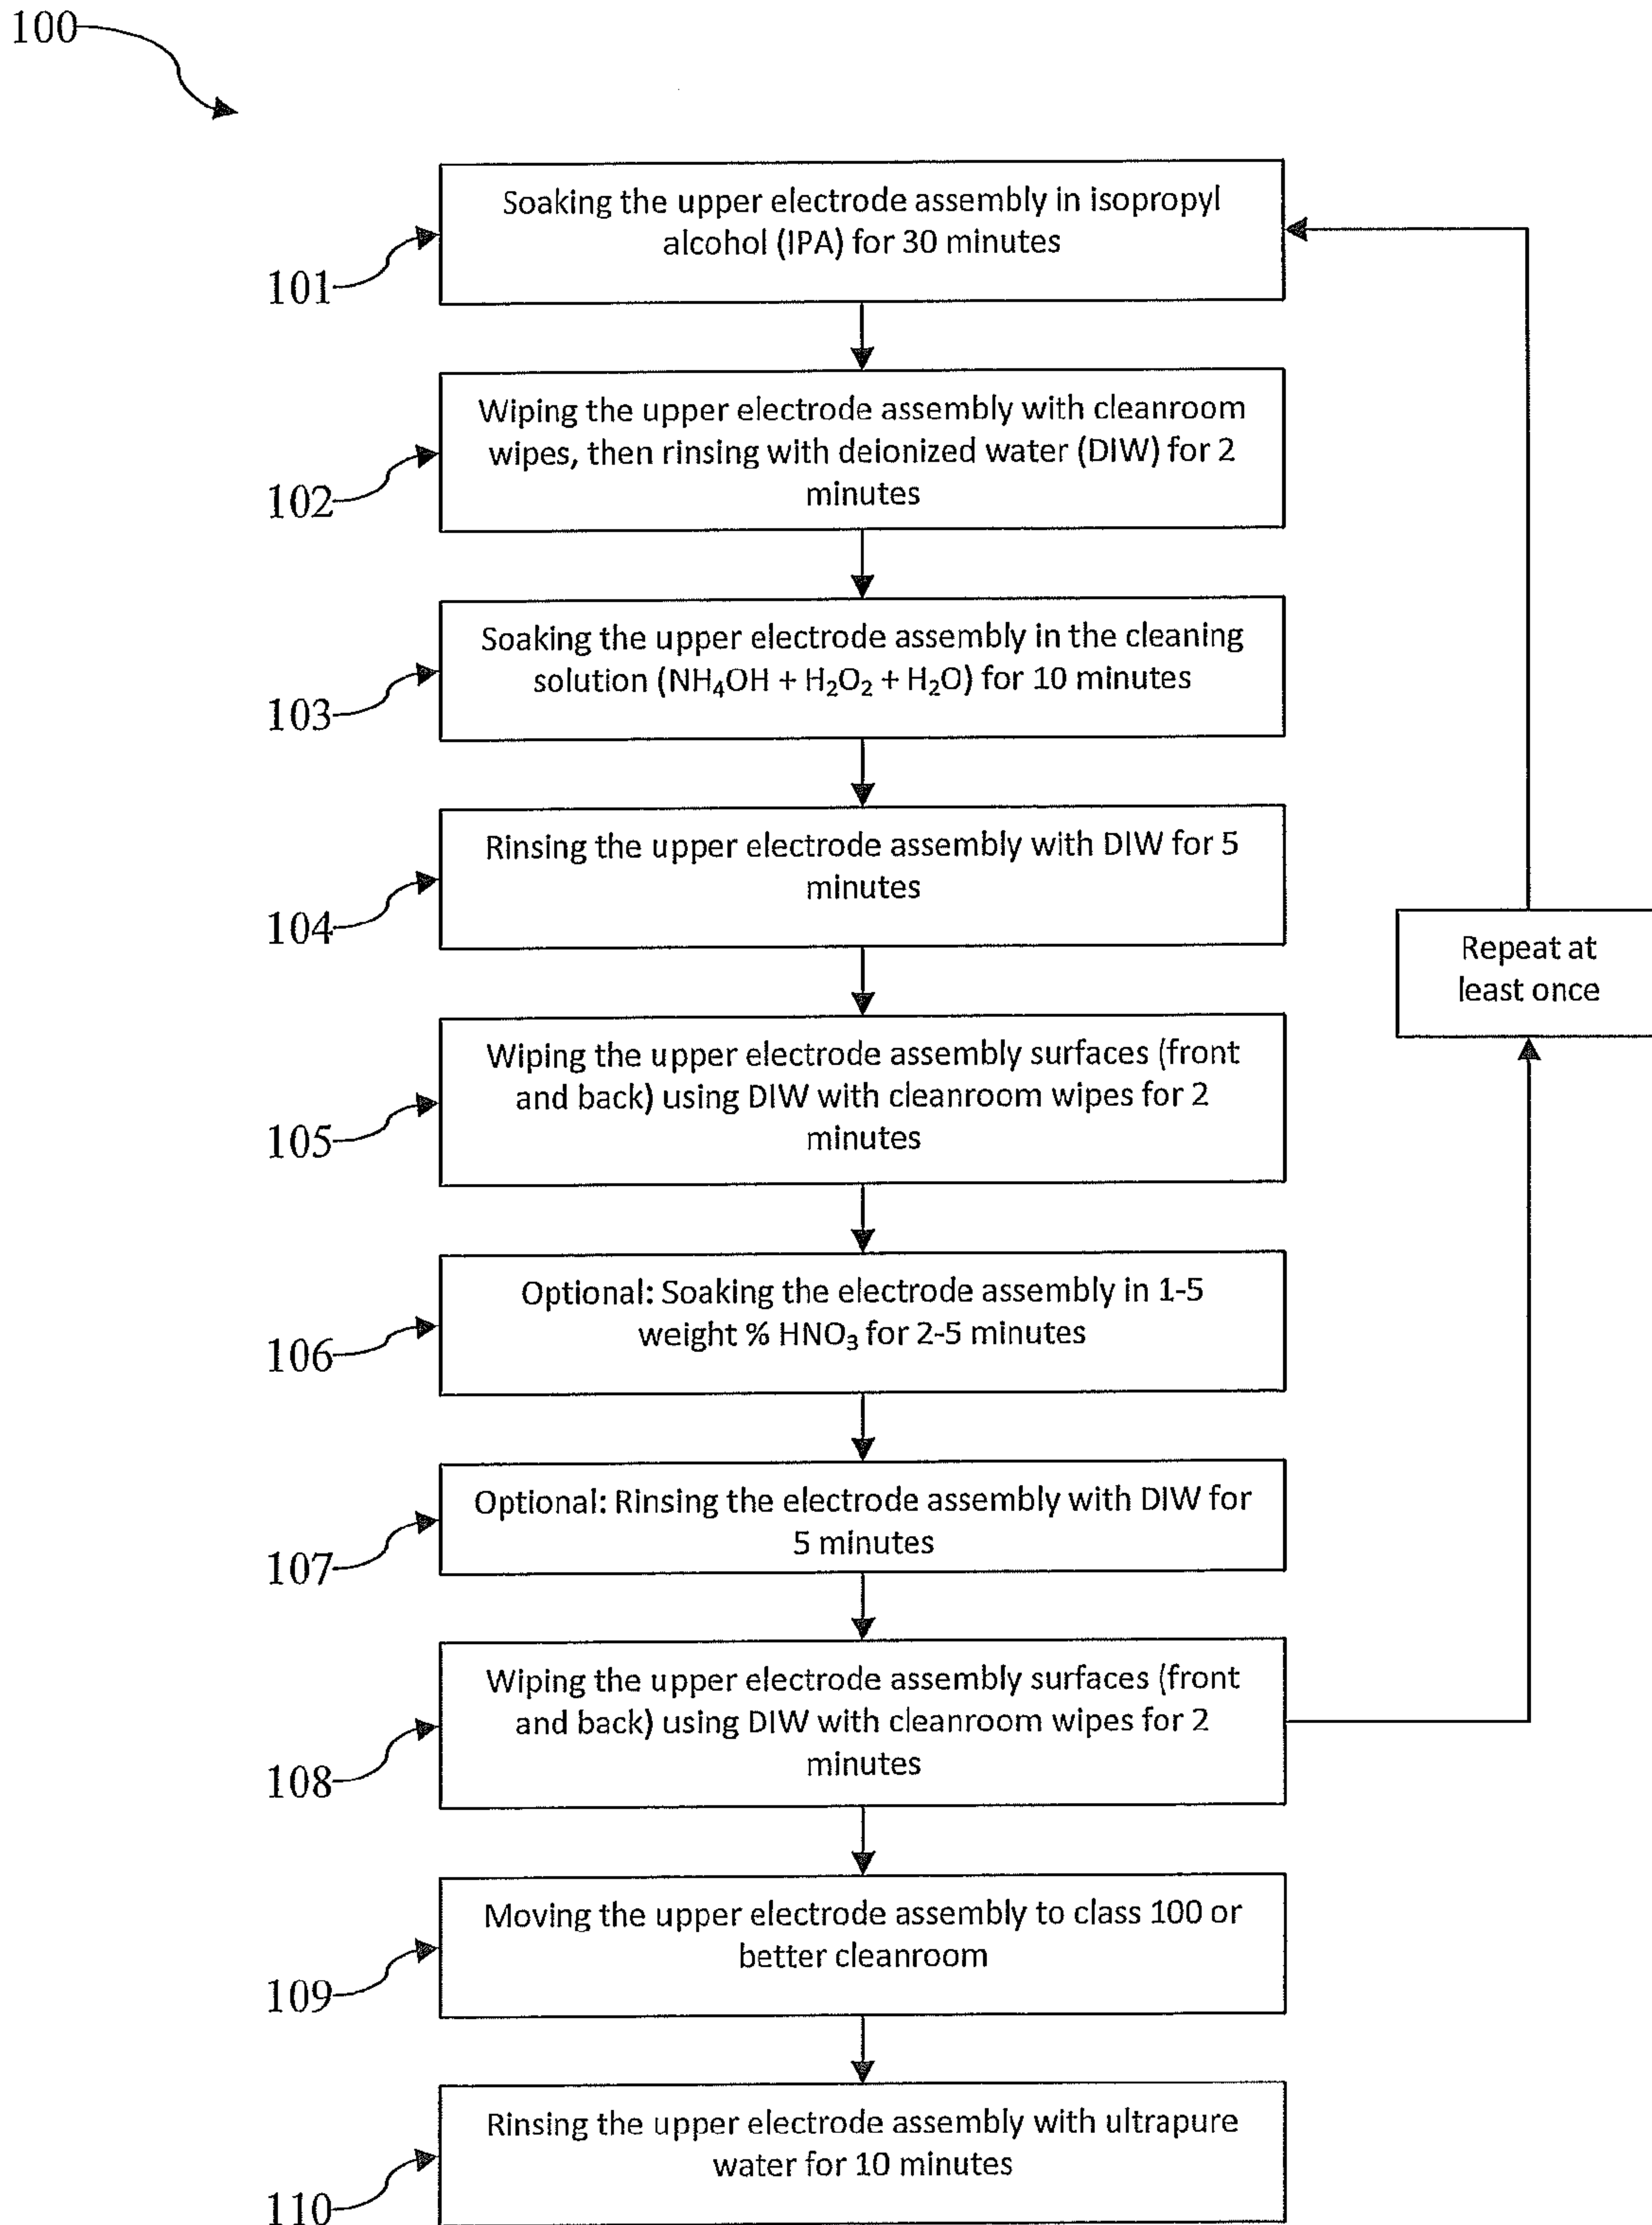 100
Soaking the upper electrode assembly in isopropyl
alcohol (IPA) for 30 minutes
101
Wiping the upper electrode assembly with cleanroom
wipes, then rinsing with deionized water (DIW) for 2
minutes
102
Soaking the upper electrode assembly in the cleaning
solution (NH₄OH + H₂O₂ + H₂O) for 10 minutes
103
Rinsing the upper electrode assembly with DIW for 5
minutes
104
Repeat at
least once
Wiping the upper electrode assembly surfaces (front
and back) using DIW with cleanroom wipes for 2
minutes
105
Optional: Soaking the electrode assembly in 1-5
weight % HNO₃ for 2-5 minutes
106
Optional: Rinsing the electrode assembly with DIW for
5 minutes
107
Wiping the upper electrode assembly surfaces (front
and back) using DIW with cleanroom wipes for 2
minutes
108
Moving the upper electrode assembly to class 100 or
better cleanroom
109
Rinsing the upper electrode assembly with ultrapure
water for 10 minutes
110